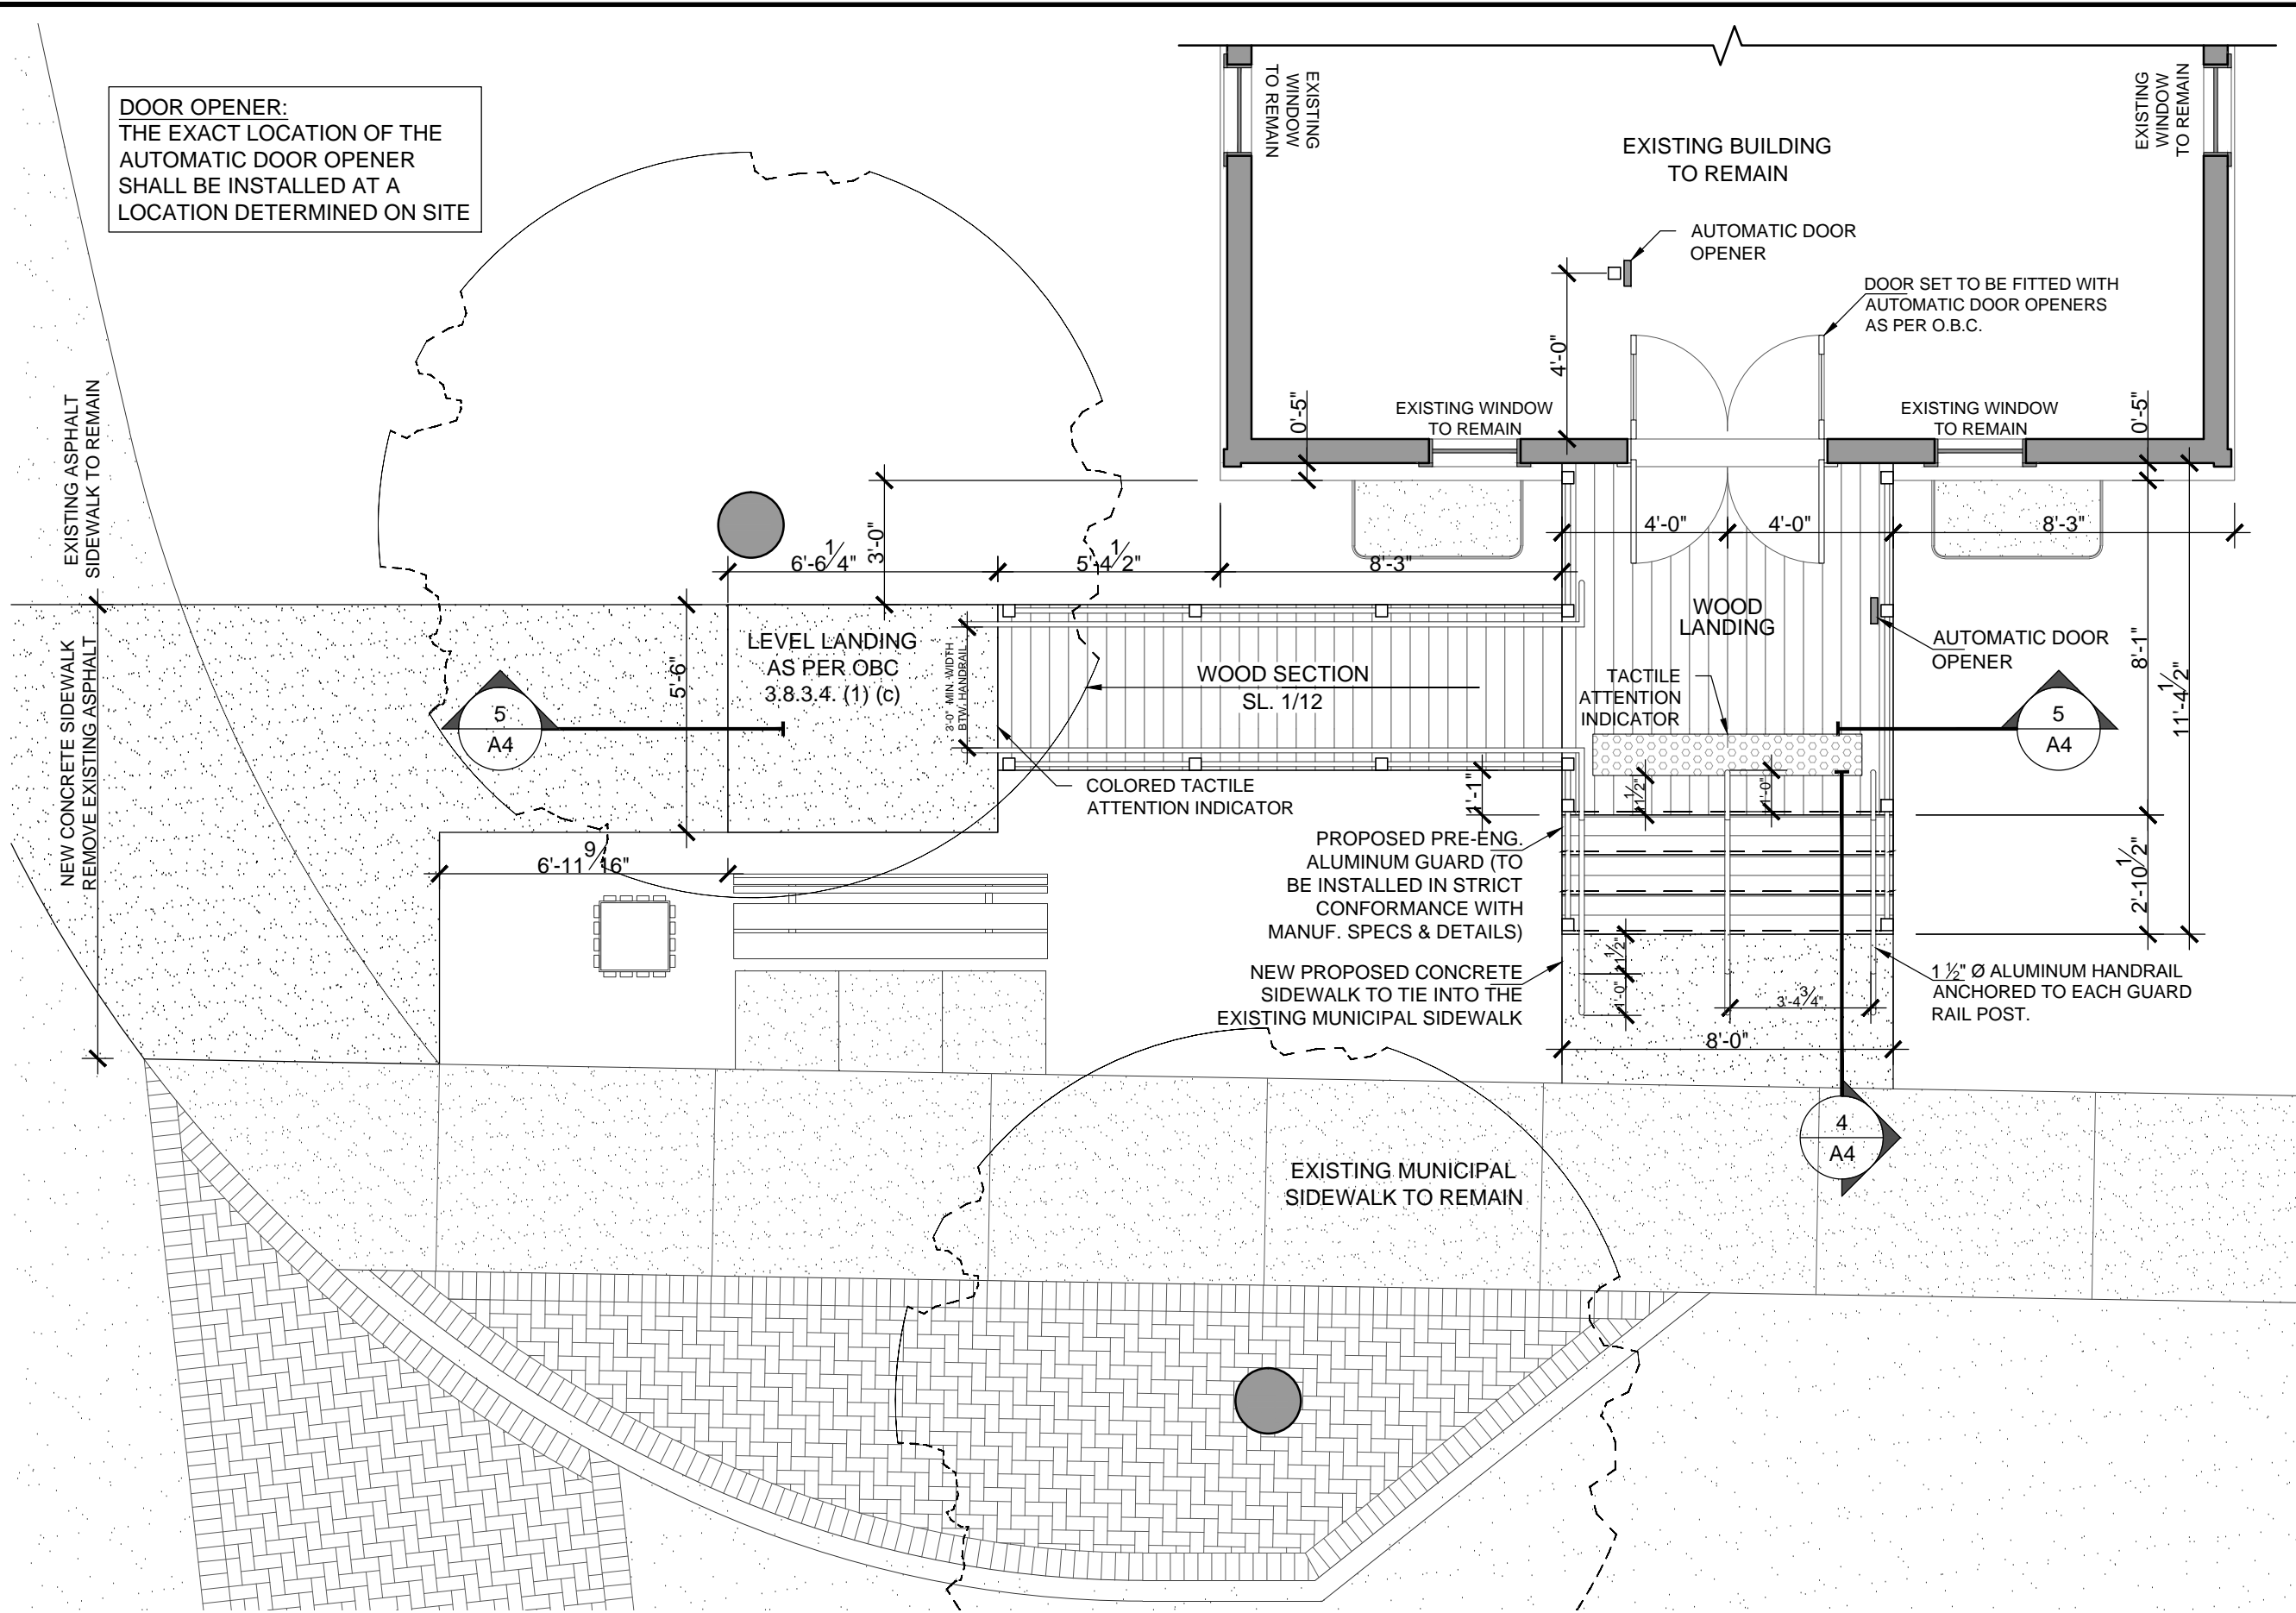 DOOR OPENER:
THE EXACT LOCATION OF THE
AUTOMATIC DOOR OPENER
SHALL BE INSTALLED AT A
LOCATION DETERMINED ON SITE
EXISTING
WINDOW
TO REMAIN
EXISTING BUILDING
TO REMAIN
EXISTING
WINDOW
TO REMAIN
AUTOMATIC DOOR
OPENER
DOOR SET TO BE FITTED WITH
AUTOMATIC DOOR OPENERS
AS PER O.B.C.
4'-0"
0'-5"
EXISTING WINDOW
TO REMAIN
EXISTING WINDOW
TO REMAIN
0'-5"
EXISTING ASPHALT
SIDEWALK TO REMAIN
3'-0"
4'-0"
4'-0"
8'-3"
6'-6 1/4"
5'-4 1/2"
8'-3"
NEW CONCRETE SIDEWALK
REMOVE EXISTING ASPHALT
5'-6"
LEVEL LANDING
AS PER OBC
3.8.3.4. (1) (c)
3'-0" MIN. WIDTH
BTW. HANDRAIL
WOOD SECTION
SL. 1/12
WOOD
LANDING
AUTOMATIC DOOR
OPENER
8'-1"
11'-4 1/2"
TACTILE
ATTENTION
INDICATOR
5
A4
5
A4
COLORED TACTILE
ATTENTION INDICATOR
1'-1"
1'-0"
PROPOSED PRE-ENG.
ALUMINUM GUARD (TO
BE INSTALLED IN STRICT
CONFORMANCE WITH
MANUF. SPECS & DETAILS)
6'-11 9/16"
2'-10 1/2"
NEW PROPOSED CONCRETE
SIDEWALK TO TIE INTO THE
EXISTING MUNICIPAL SIDEWALK
1'-0"
3'-4 3/4"
1 ½" Ø ALUMINUM HANDRAIL
ANCHORED TO EACH GUARD
RAIL POST.
8'-0"
4
A4
EXISTING MUNICIPAL
SIDEWALK TO REMAIN